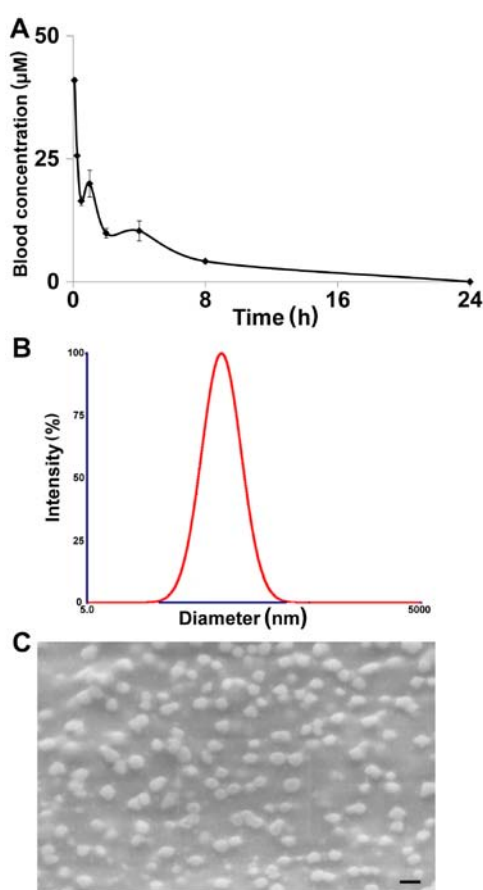 A
50
25
0
Blood concentration (µM)
0 8 16 24
Time (h)
B
100
75
50
25
0
Intensity (%)
5.0 5000
Diameter (nm)
C